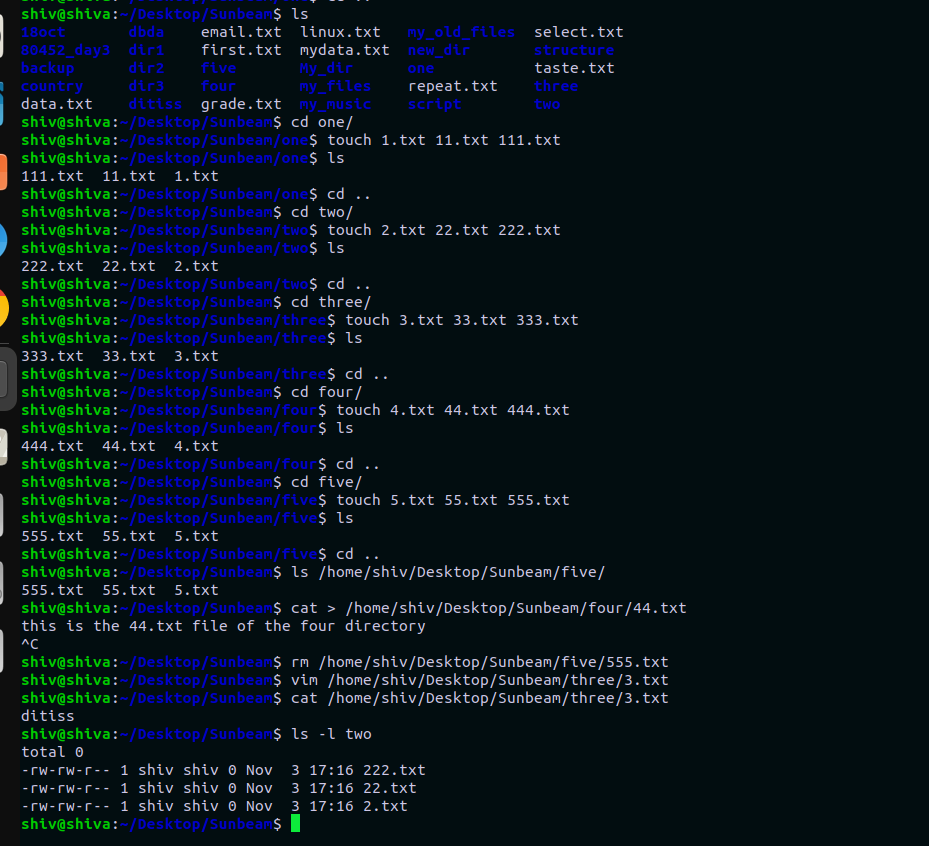 shiv@shiva:~/Desktop/Sunbeam$ ls
18oct       dbda    email.txt  linux.txt   my_old_files  select.txt
80452_day3  dir1    first.txt  mydata.txt  new_dir       structure
backup      dir2    five       My_dir      one           taste.txt
country     dir3    four       My_files    repeat.txt    three
data.txt    ditiss  grade.txt  my_music    script        two
shiv@shiva:~/Desktop/Sunbeam$ cd one/
shiv@shiva:~/Desktop/Sunbeam/one$ touch 1.txt 11.txt 111.txt
shiv@shiva:~/Desktop/Sunbeam/one$ ls
111.txt  11.txt  1.txt
shiv@shiva:~/Desktop/Sunbeam/one$ cd ..
shiv@shiva:~/Desktop/Sunbeam$ cd two/
shiv@shiva:~/Desktop/Sunbeam/two$ touch 2.txt 22.txt 222.txt
shiv@shiva:~/Desktop/Sunbeam/two$ ls
222.txt  22.txt  2.txt
shiv@shiva:~/Desktop/Sunbeam/two$ cd ..
shiv@shiva:~/Desktop/Sunbeam$ cd three/
shiv@shiva:~/Desktop/Sunbeam/three$ touch 3.txt 33.txt 333.txt
shiv@shiva:~/Desktop/Sunbeam/three$ ls
333.txt  33.txt  3.txt
shiv@shiva:~/Desktop/Sunbeam/three$ cd ..
shiv@shiva:~/Desktop/Sunbeam$ cd four/
shiv@shiva:~/Desktop/Sunbeam/four$ touch 4.txt 44.txt 444.txt
shiv@shiva:~/Desktop/Sunbeam/four$ ls
444.txt  44.txt  4.txt
shiv@shiva:~/Desktop/Sunbeam/four$ cd ..
shiv@shiva:~/Desktop/Sunbeam$ cd five/
shiv@shiva:~/Desktop/Sunbeam/five$ touch 5.txt 55.txt 555.txt
shiv@shiva:~/Desktop/Sunbeam/five$ ls
555.txt  55.txt  5.txt
shiv@shiva:~/Desktop/Sunbeam/five$ cd ..
shiv@shiva:~/Desktop/Sunbeam$ ls /home/shiv/Desktop/Sunbeam/five/
555.txt  55.txt  5.txt
shiv@shiva:~/Desktop/Sunbeam$ cat > /home/shiv/Desktop/Sunbeam/four/44.txt
this is the 44.txt file of the four directory
^C
shiv@shiva:~/Desktop/Sunbeam$ rm /home/shiv/Desktop/Sunbeam/five/555.txt
shiv@shiva:~/Desktop/Sunbeam$ vim /home/shiv/Desktop/Sunbeam/three/3.txt
shiv@shiva:~/Desktop/Sunbeam$ cat /home/shiv/Desktop/Sunbeam/three/3.txt
ditiss
shiv@shiva:~/Desktop/Sunbeam$ ls -l two
total 0
-rw-rw-r-- 1 shiv shiv 0 Nov  3 17:16 222.txt
-rw-rw-r-- 1 shiv shiv 0 Nov  3 17:16 22.txt
-rw-rw-r-- 1 shiv shiv 0 Nov  3 17:16 2.txt
shiv@shiva:~/Desktop/Sunbeam$